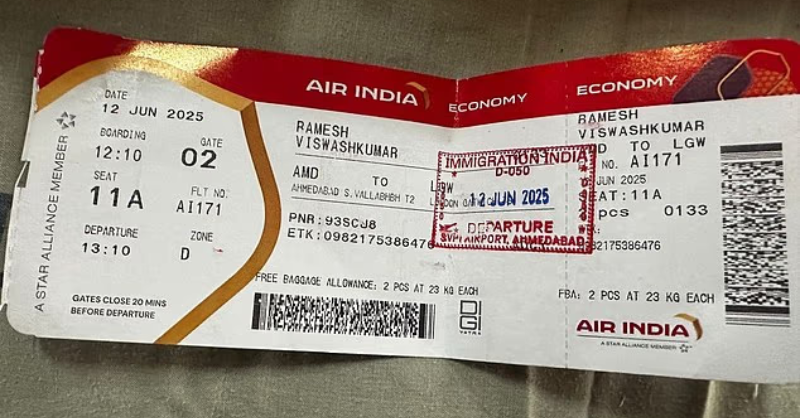 AIR INDIA
ECONOMY
ECONOMY
DATE
12 JUN 2025
BOARDING
GATE
12:10
02
SEAT
FLT NO.
11A
AI171
DEPARTURE
ZONE
13:10
D
GATES CLOSE 20 MINS
BEFORE DEPARTURE
A STAR ALLIANCE MEMBER
RAMESH
VISWASHKUMAR
AMD TO LGW
AHMEDABAD S.VALLABHBH T2
PNR:93SCJ8
ETK:0982175386476
FREE BAGGAGE ALLOWANCE: 2 PCS AT 23 KG EACH
DIGI
YATRA
IMMIGRATION INDIA
D-050
12 JUN 2025
DEPARTURE
SVPI AIRPORT, AHMEDABAD
RAMESH
VISWASHKUMAR
TO LGW
NO. AI171
JUN 2025
SEAT:11A
pcs 0133
82175386476
FBA: 2 PCS AT 23 KG EACH
AIR INDIA
A STAR ALLIANCE MEMBER